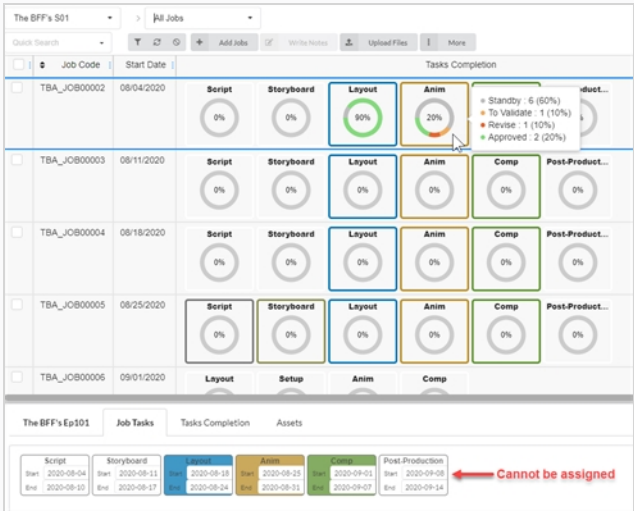 The BFF's S01 > All Jobs
Quick Search Add Jobs Write Notes Upload Files More
Job Code Start Date Tasks Completion
TBA_JOB00002 08/04/2020 Script Storyboard Layout Anim
0% 0% 90% 20%
Standby : 6 (60%)
To Validate : 1 (10%)
Revise : 1 (10%)
Approved : 2 (20%)
TBA_JOB00003 08/11/2020 Script Storyboard Layout Anim Comp Post-Product...
0% 0% 0% 0% 0% 0%
TBA_JOB00004 08/18/2020 Script Storyboard Layout Anim Comp Post-Product...
0% 0% 0% 0% 0% 0%
TBA_JOB00005 08/25/2020 Script Storyboard Layout Anim Comp Post-Product...
0% 0% 0% 0% 0% 0%
TBA_JOB00006 09/01/2020 Layout Setup Anim Comp
The BFF's Ep101 Job Tasks Tasks Completion Assets
Script Storyboard Layout Anim Comp Post-Production
Start 2020-08-04 Start 2020-08-11 Start 2020-08-18 Start 2020-08-25 Start 2020-09-01 Start 2020-09-08
Cannot be assigned
End 2020-08-10 End 2020-08-17 End 2020-08-24 End 2020-08-31 End 2020-09-07 End 2020-09-14